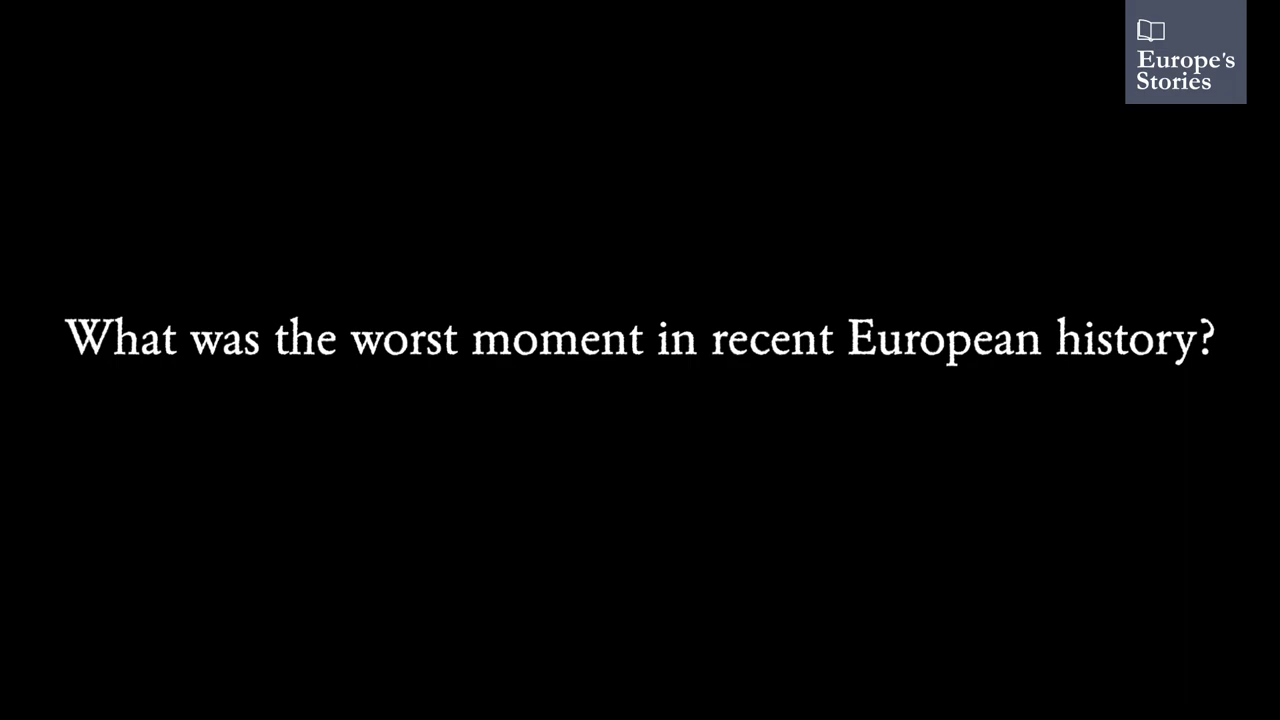 Europe's
Stories
What was the worst moment in recent European history?